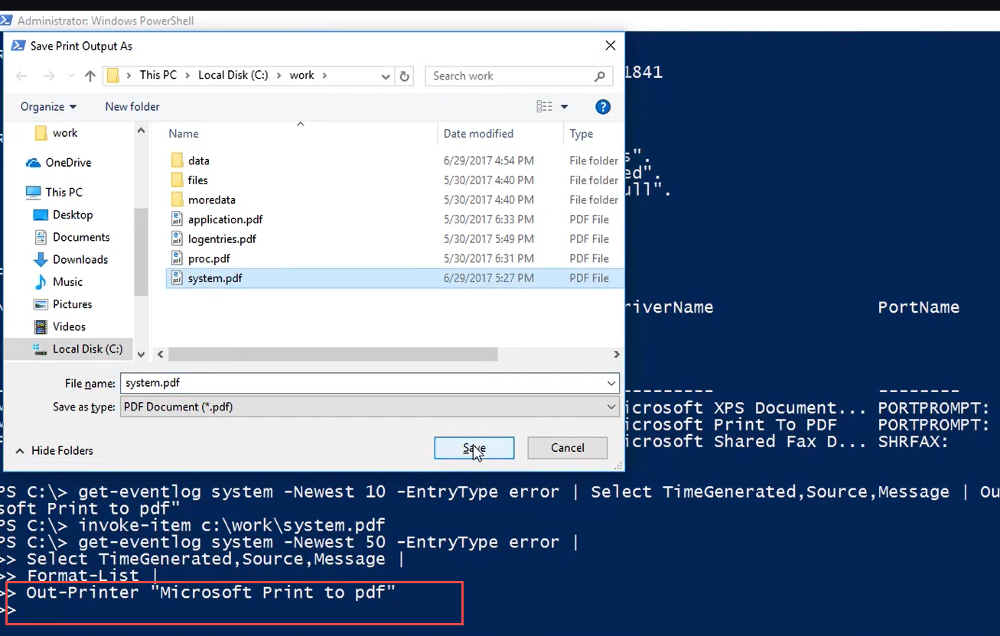 Administrator: Windows PowerShell
Save Print Output As
This PC > Local Disk (C:) > work >
Search work
1841
Organize
New folder
?
work
OneDrive
This PC
Desktop
Documents
Downloads
Music
Pictures
Videos
Local Disk (C:)
Name Date modified Type
data 6/29/2017 4:54 PM File folder
files 5/30/2017 4:40 PM File folder
moredata 5/30/2017 4:40 PM File folder
application.pdf 5/30/2017 6:33 PM PDF File
logentries.pdf 5/30/2017 5:49 PM PDF File
proc.pdf 5/30/2017 6:31 PM PDF File
system.pdf 6/29/2017 5:27 PM PDF File
s".
ed".
ull".
riverName PortName
--------- --------
icrosoft XPS Document... PORTPROMPT:
icrosoft Print To PDF PORTPROMPT:
icrosoft Shared Fax D... SHRFAX:
File name: system.pdf
Save as type: PDF Document (*.pdf)
Hide Folders
Save
Cancel
PS C:\> get-eventlog system -Newest 10 -EntryType error | Select TimeGenerated,Source,Message | Ou
soft Print to pdf"
PS C:\> invoke-item c:\work\system.pdf
PS C:\> get-eventlog system -Newest 50 -EntryType error |
>> Select TimeGenerated,Source,Message |
>> Format-List |
>> Out-Printer "Microsoft Print to pdf"
>>